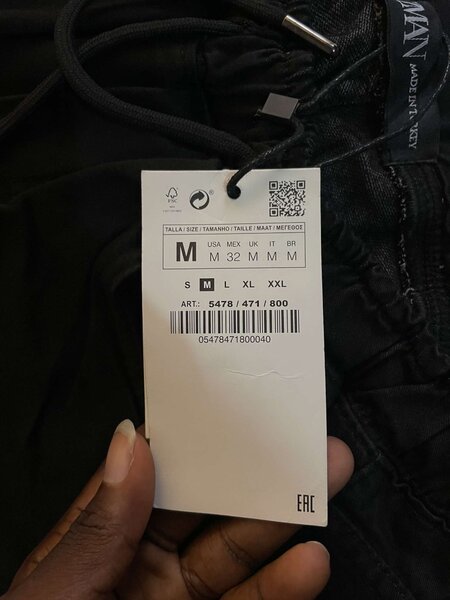 MAN
MADE IN
FSC
®
TALLA / SIZE / TAMANHO / TAILLE / MAAT / ΜΕΓΕΘΟΣ
M
USA MEX UK IT BR
M 32 M M M
S M L XL XXL
ART.: 5478 / 471 / 800
05478471800040
EAC